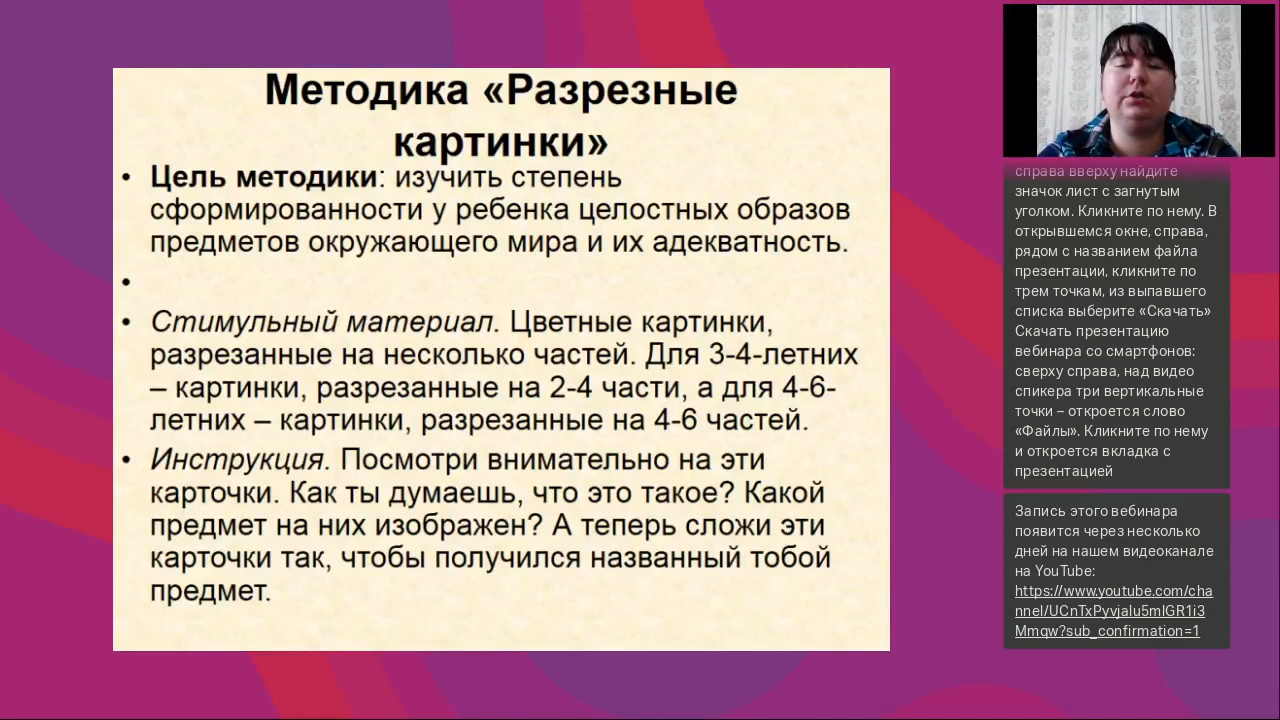 Методика «Разрезные
картинки»
• Цель методики: изучить степень
сформированности у ребенка целостных образов
предметов окружающего мира и их адекватность.
•
• Стимульный материал. Цветные картинки,
разрезанные на несколько частей. Для 3-4-летних
– картинки, разрезанные на 2-4 части, а для 4-6-
летних – картинки, разрезанные на 4-6 частей.
• Инструкция. Посмотри внимательно на эти
карточки. Как ты думаешь, что это такое? Какой
предмет на них изображен? А теперь сложи эти
карточки так, чтобы получился названный тобой
предмет.
справа вверху найдите
значок лист с загнутым
уголком. Кликните по нему. В
открывшемся окне, справа,
рядом с названием файла
презентации, кликните по
трем точкам, из выпавшего
списка выберите «Скачать»
Скачать презентацию
вебинара со смартфонов:
сверху справа, над видео
спикера три вертикальные
точки – откроется слово
«Файлы». Кликните по нему
и откроется вкладка с
презентацией
Запись этого вебинара
появится через несколько
дней на нашем видеоканале
на YouTube:
https://www.youtube.com/cha
nnel/UCnTxPyvjalu5mlGR1i3
Mmqw?sub_confirmation=1